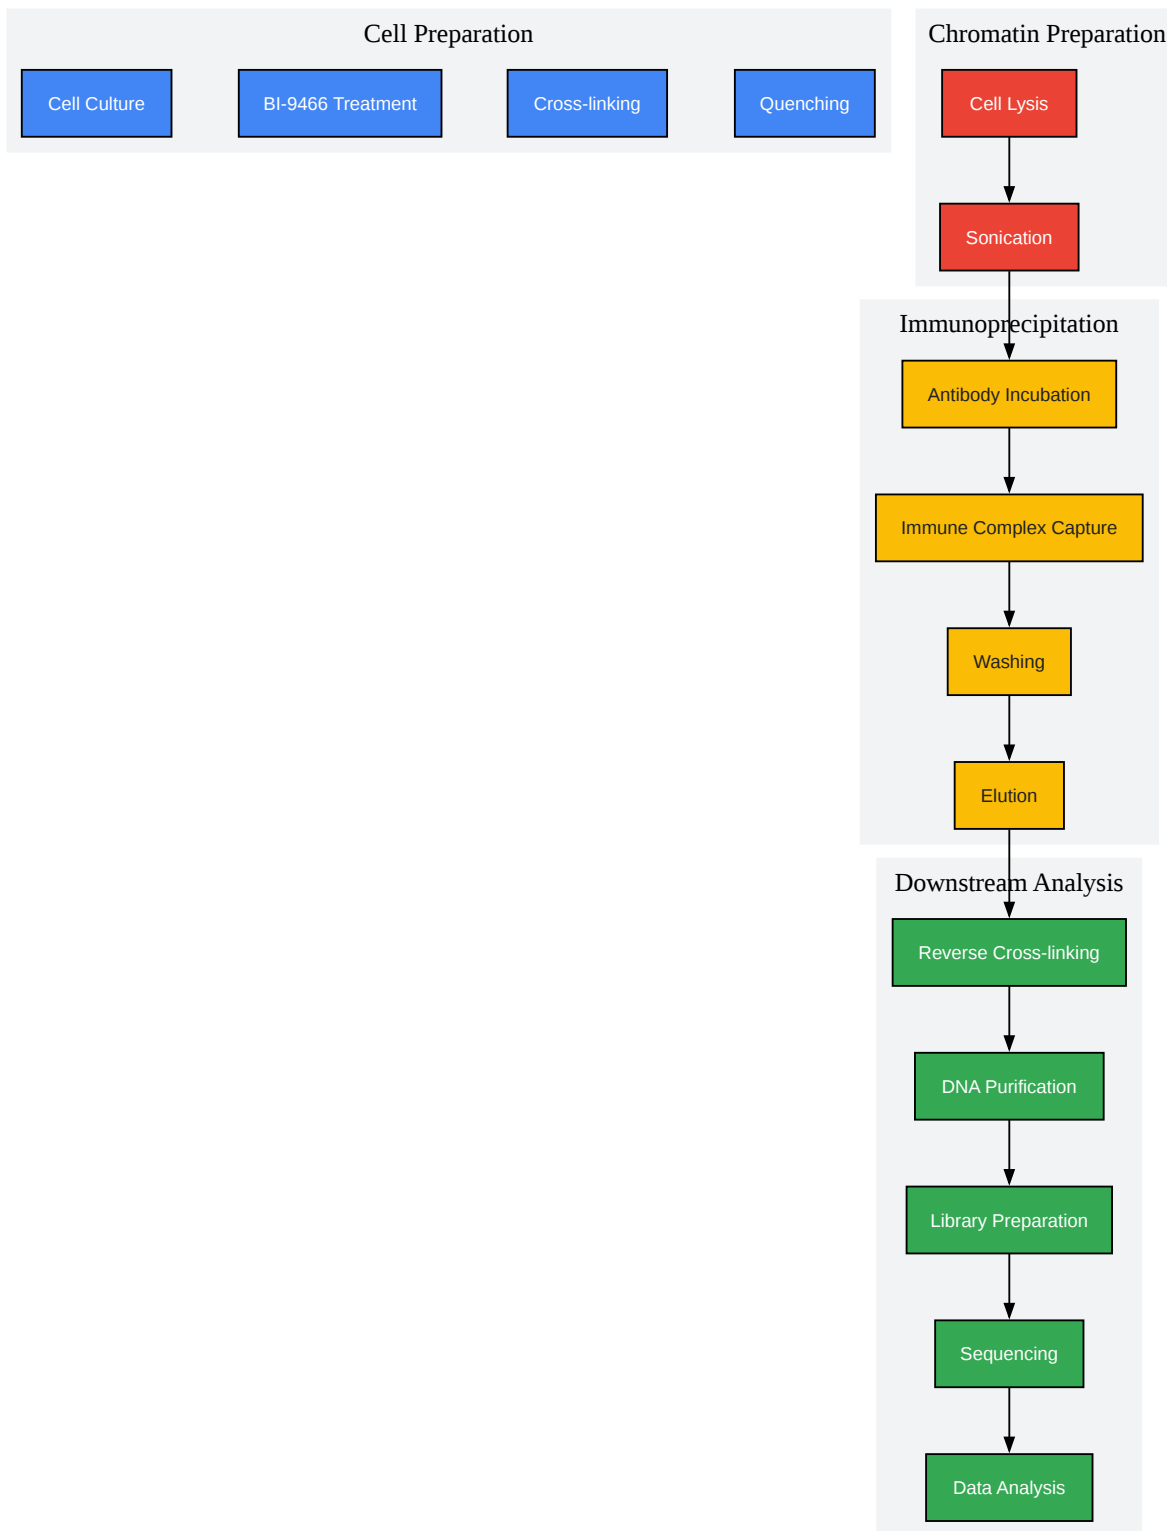 Cell Preparation
Cell Culture
BI-9466 Treatment
Cross-linking
Quenching
Chromatin Preparation
Cell Lysis
Sonication
Immunoprecipitation
Antibody Incubation
Immune Complex Capture
Washing
Elution
Downstream Analysis
Reverse Cross-linking
DNA Purification
Library Preparation
Sequencing
Data Analysis